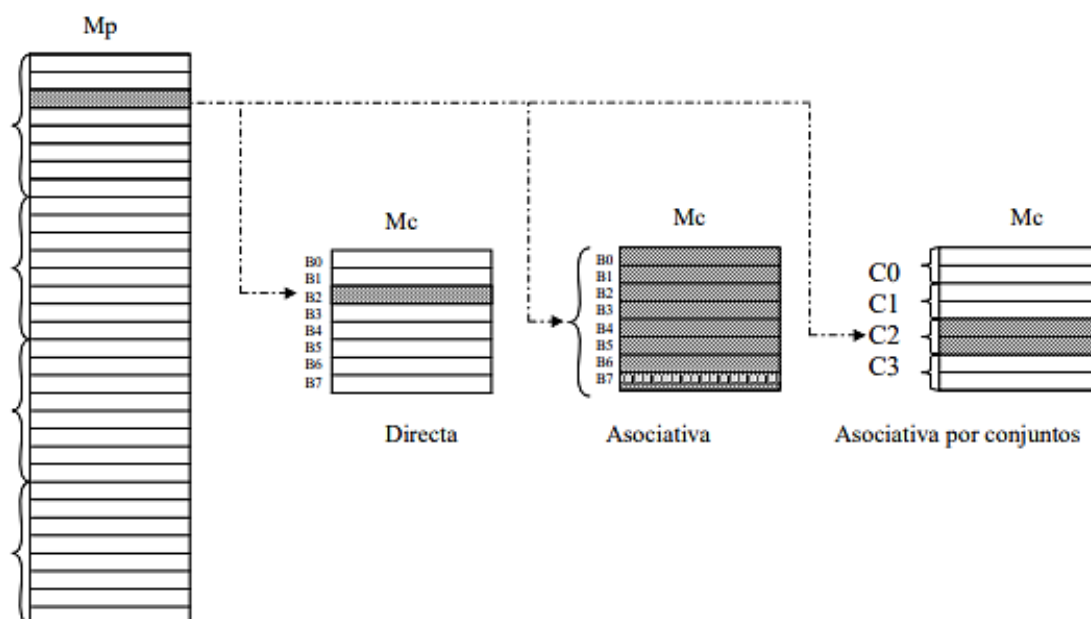 Mp
Mc
B0
B1
B2
B3
B4
B5
B6
B7
Directa
Mc
B0
B1
B2
B3
B4
B5
B6
B7
Asociativa
Mc
C0
C1
C2
C3
Asociativa por conjuntos